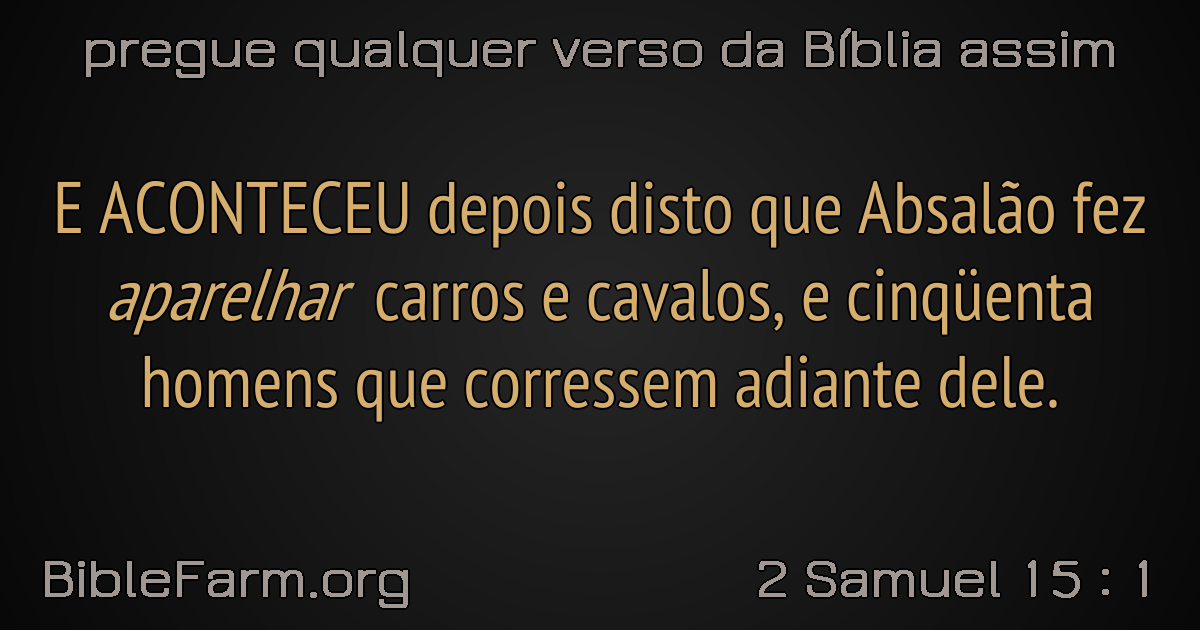 pregue qualquer verso da Bíblia assim
E ACONTECEU depois disto que Absalão fez
aparelhar carros e cavalos, e cinqüenta
homens que corressem adiante dele.
BibleFarm.org
2 Samuel 15 : 1